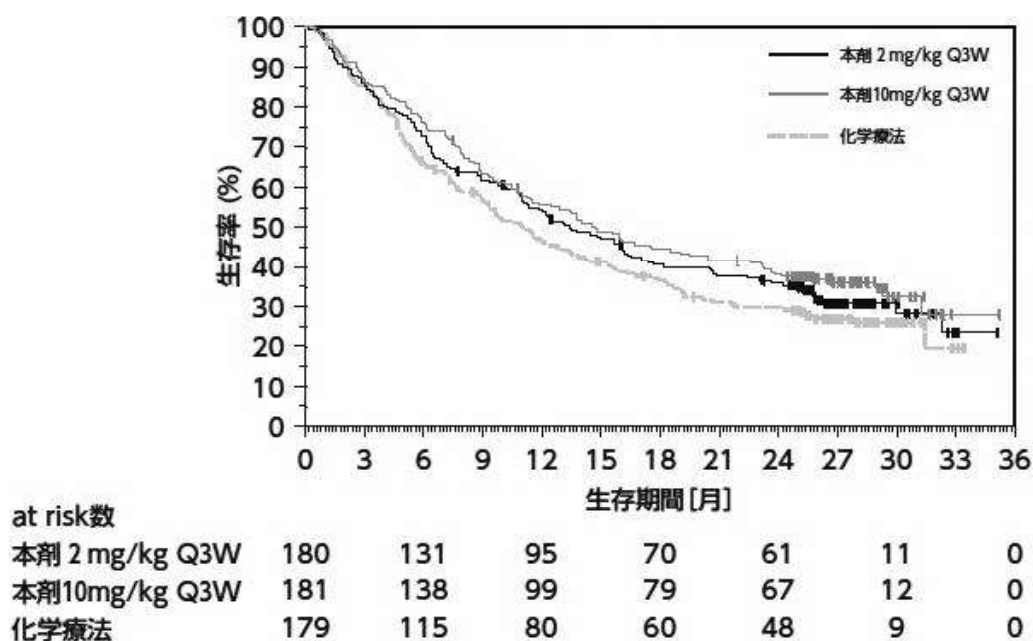 100
90
80
70
60
50
40
30
20
10
0
生存率 (%)
本剤 2 mg/kg Q3W
本剤10mg/kg Q3W
化学療法
0 3 6 9 12 15 18 21 24 27 30 33 36
生存期間 [月]
at risk数
本剤 2 mg/kg Q3W 180 131 95 70 61 11 0
本剤10mg/kg Q3W 181 138 99 79 67 12 0
化学療法 179 115 80 60 48 9 0